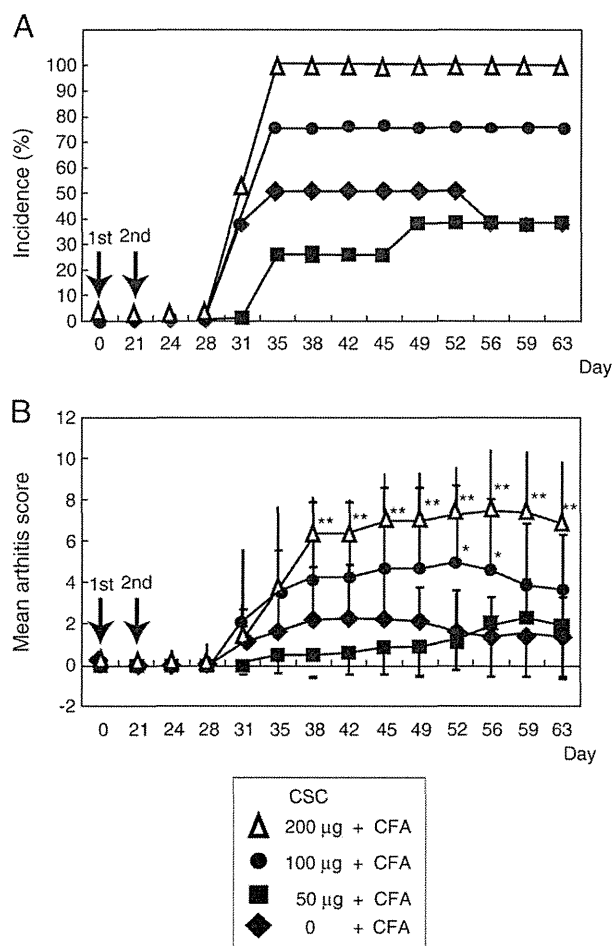 A
Incidence (%)
100
90
80
70
60
50
40
30
20
10
0
1st 2nd
0 21 24 28 31 35 38 42 45 49 52 56 59 63
Day
B
Mean arthitis score
12
10
8
6
4
2
0
-2
1st 2nd
** ** ** ** ** ** ** **
* *
0 21 24 28 31 35 38 42 45 49 52 56 59 63
Day
CSC
200 µg + CFA
100 µg + CFA
50 µg + CFA
0 + CFA